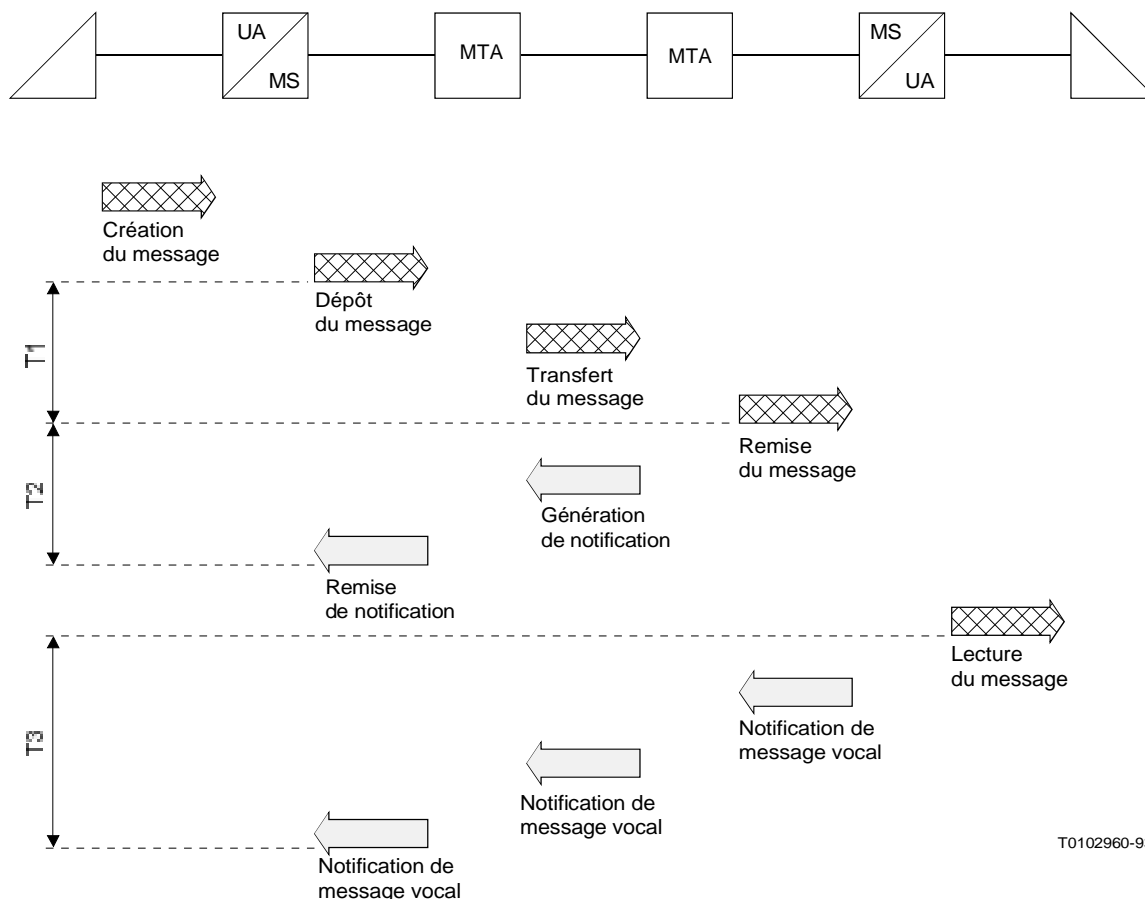 UA
MS
MTA
MTA
MS
UA
Création
du message
Dépôt
du message
T1
Transfert
du message
Remise
du message
T2
Génération
de notification
Remise
de notification
Lecture
du message
T3
Notification de
message vocal
Notification de
message vocal
Notification de
message vocal